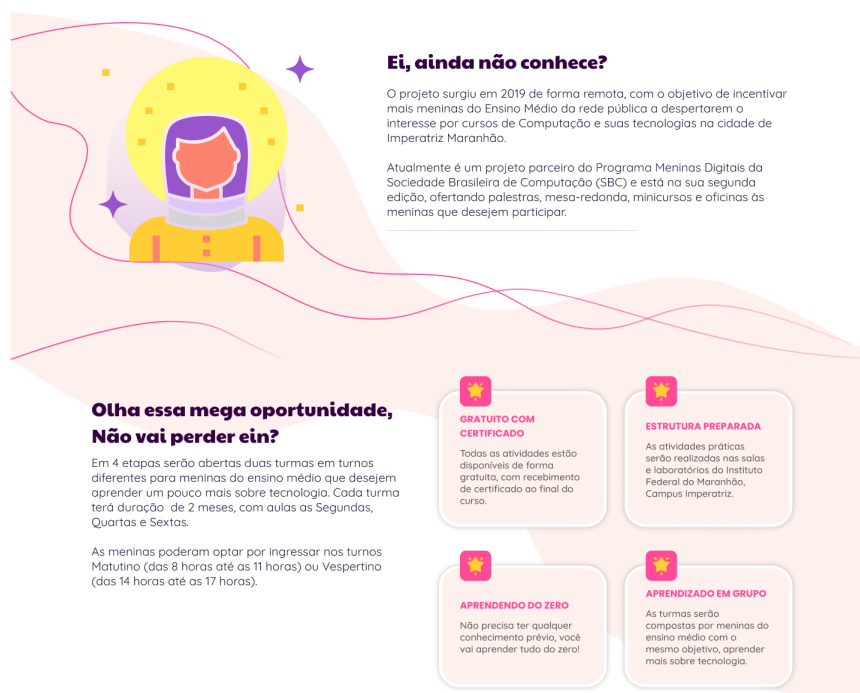 Ei, ainda não conhece?
O projeto surgiu em 2019 de forma remota, com o objetivo de incentivar
mais meninas do Ensino Médio da rede pública a despertarem o
interesse por cursos de Computação e suas tecnologias na cidade de
Imperatriz Maranhão.
Atualmente é um projeto parceiro do Programa Meninas Digitais da
Sociedade Brasileira de Computação (SBC) e está na sua segunda
edição, ofertando palestras, mesa-redonda, minicursos e oficinas às
meninas que desejem participar.
Olha essa mega oportunidade,
Não vai perder ein?
Em 4 etapas serão abertas duas turmas em turnos
diferentes para meninas do ensino médio que desejem
aprender um pouco mais sobre tecnologia. Cada turma
terá duração de 2 meses, com aulas as Segundas,
Quartas e Sextas.
As meninas poderam optar por ingressar nos turnos
Matutino (das 8 horas até as 11 horas) ou Vespertino
(das 14 horas até as 17 horas).
GRATUITO COM
CERTIFICADO
Todas as atividades estão
disponíveis de forma
gratuita, com recebimento
de certificado ao final do
curso.
ESTRUTURA PREPARADA
As atividades práticas
serão realizadas nas salas
e laboratórios do Instituto
Federal do Maranhão,
Campus Imperatriz.
APRENDENDO DO ZERO
Não precisa ter qualquer
conhecimento prévio, você
vai aprender tudo do zero!
APRENDIZADO EM GRUPO
As turmas serão
compostas por meninas do
ensino médio com o
mesmo objetivo, aprender
mais sobre tecnologia.